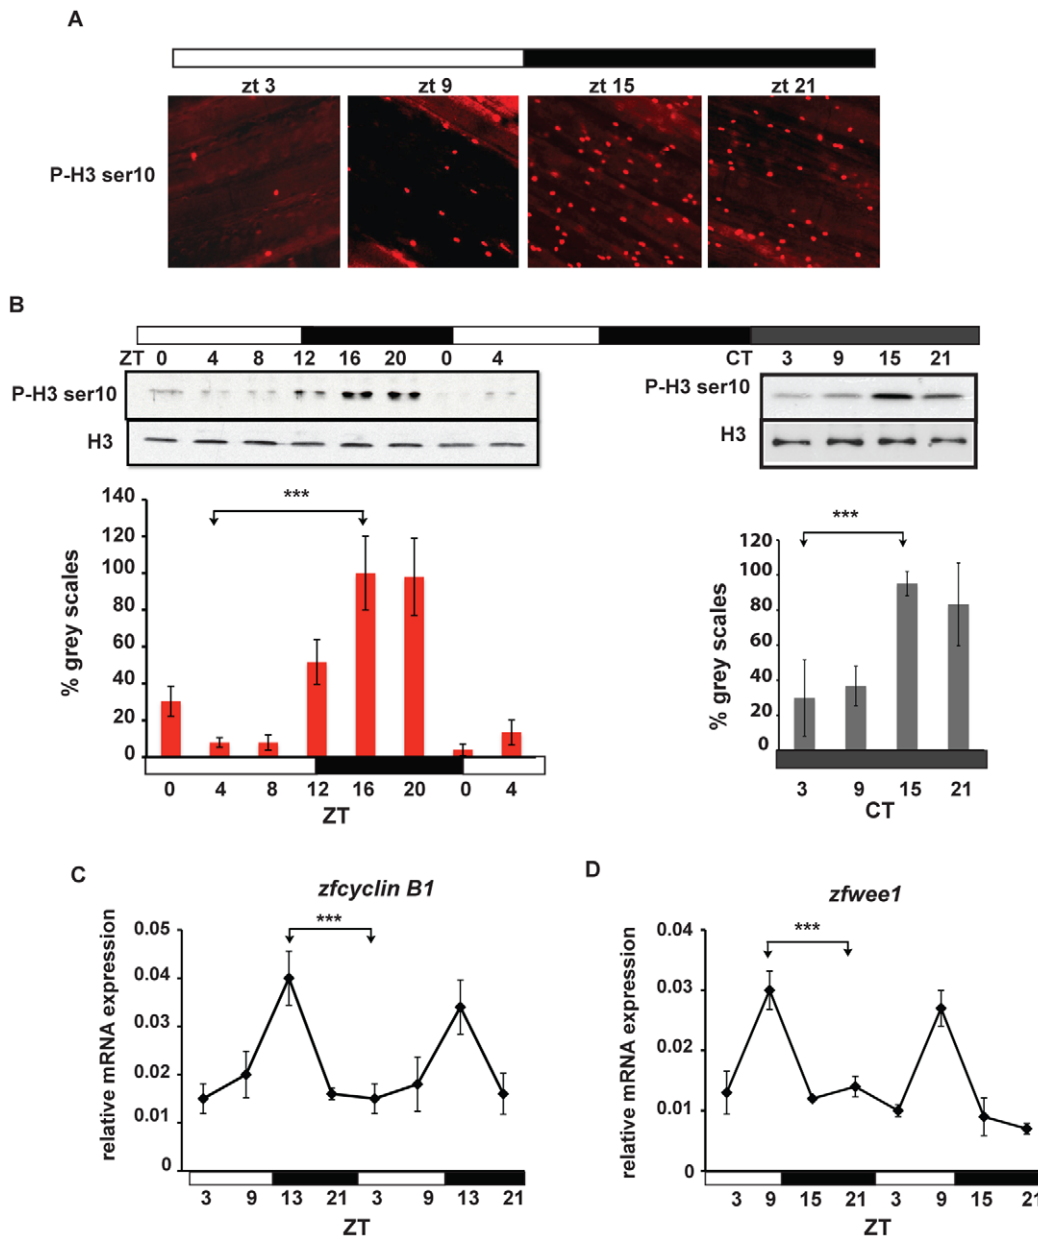 A
zt 3 zt 9 zt 15 zt 21
P-H3 ser10
B
ZT 0 4 8 12 16 20 0 4
P-H3 ser10
H3
CT 3 9 15 21
P-H3 ser10
H3
140
120
100
80
60
40
20
0
% grey scales
***
0 4 8 12 16 20 0 4
ZT
120
100
80
60
40
20
0
% grey scales
***
3 9 15 21
CT
C
zfcyclin B1
***
0.05
0.04
0.03
0.02
0.01
0
relative mRNA expression
3 9 13 21 3 9 13 21
ZT
D
zfwee1
***
0.04
0.03
0.02
0.01
0
relative mRNA expression
3 9 15 21 3 9 15 21
ZT